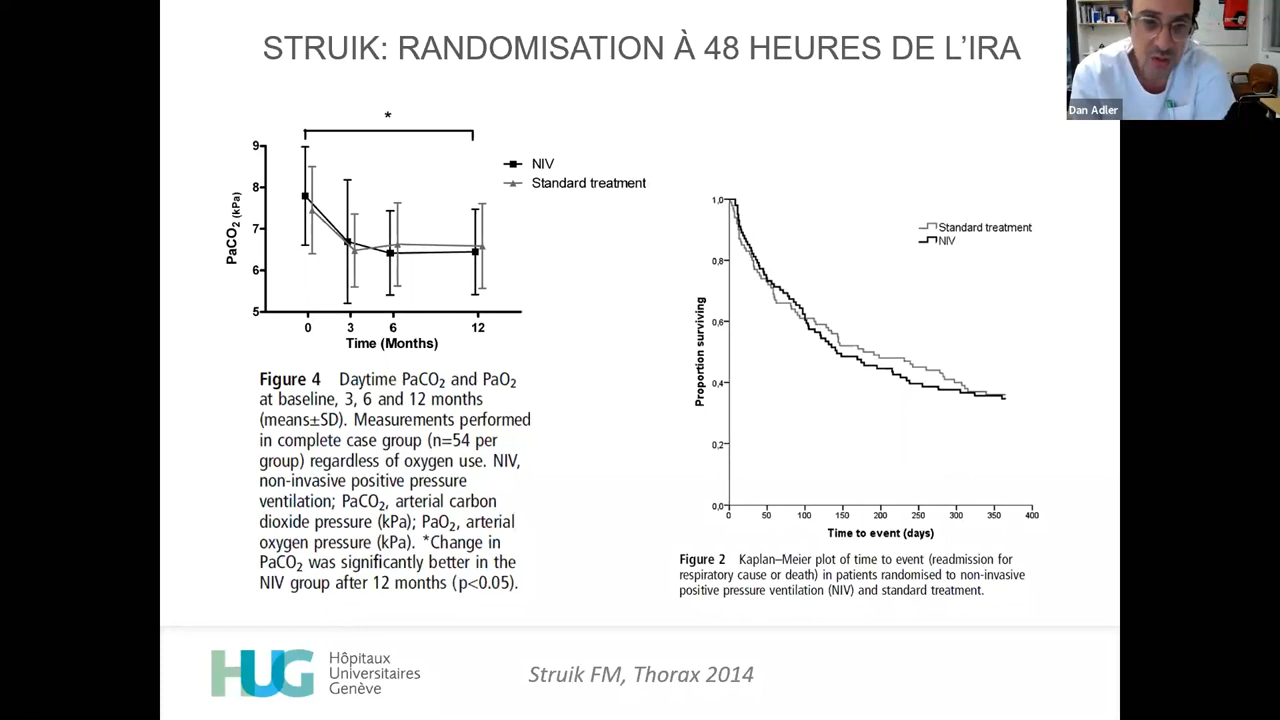 STRUIK: RANDOMISATION À 48 HEURES DE L'IRA
Dan Adler
*
9
8
7
6
5
PaCO₂ (kPa)
NIV
Standard treatment
0 3 6 12
Time (Months)
Figure 4 Daytime PaCO₂ and PaO₂
at baseline, 3, 6 and 12 months
(means±SD). Measurements performed
in complete case group (n=54 per
group) regardless of oxygen use. NIV,
non-invasive positive pressure
ventilation; PaCO₂, arterial carbon
dioxide pressure (kPa); PaO₂, arterial
oxygen pressure (kPa). *Change in
PaCO₂ was significantly better in the
NIV group after 12 months (p<0.05).
1,0
0,8
0,6
0,4
0,2
0,0
Proportion surviving
Standard treatment
NIV
0 50 100 150 200 250 300 350 400
Time to event (days)
Figure 2 Kaplan–Meier plot of time to event (readmission for
respiratory cause or death) in patients randomised to non-invasive
positive pressure ventilation (NIV) and standard treatment.
HUG
Hôpitaux
Universitaires
Genève
Struik FM, Thorax 2014